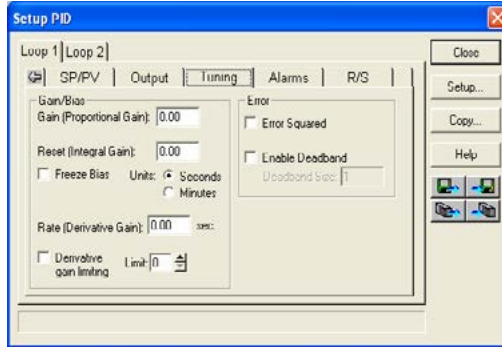 Setup PID
Loop 1 Loop 2
SP/PV Output Tuning Alarms R/S
Gain/Bias
Gain (Proportional Gain): 0.00
Reset (Integral Gain): 0.00
Freeze Bias Units: Seconds
Minutes
Rate (Derivative Gain): 0.00 sec
Derivative
gain limiting Limit: 0
Error
Error Squared
Enable Deadband
Deadband Size: 1
Close
Setup...
Copy...
Help